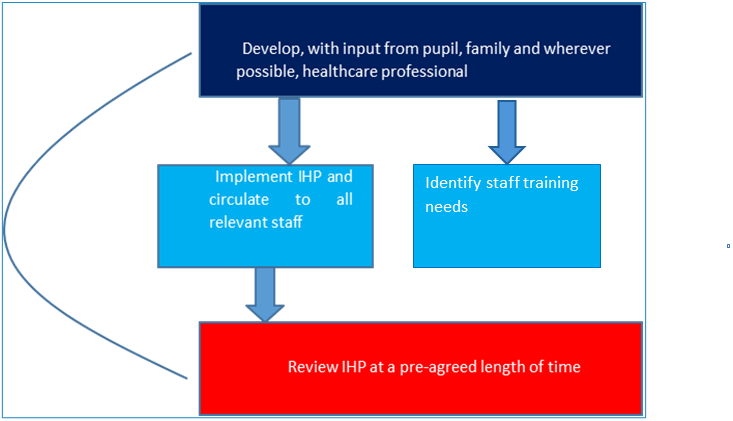 Develop, with input from pupil, family and wherever
possible, healthcare professional
Implement IHP and
circulate to all
relevant staff
Identify staff training
needs
Review IHP at a pre-agreed length of time